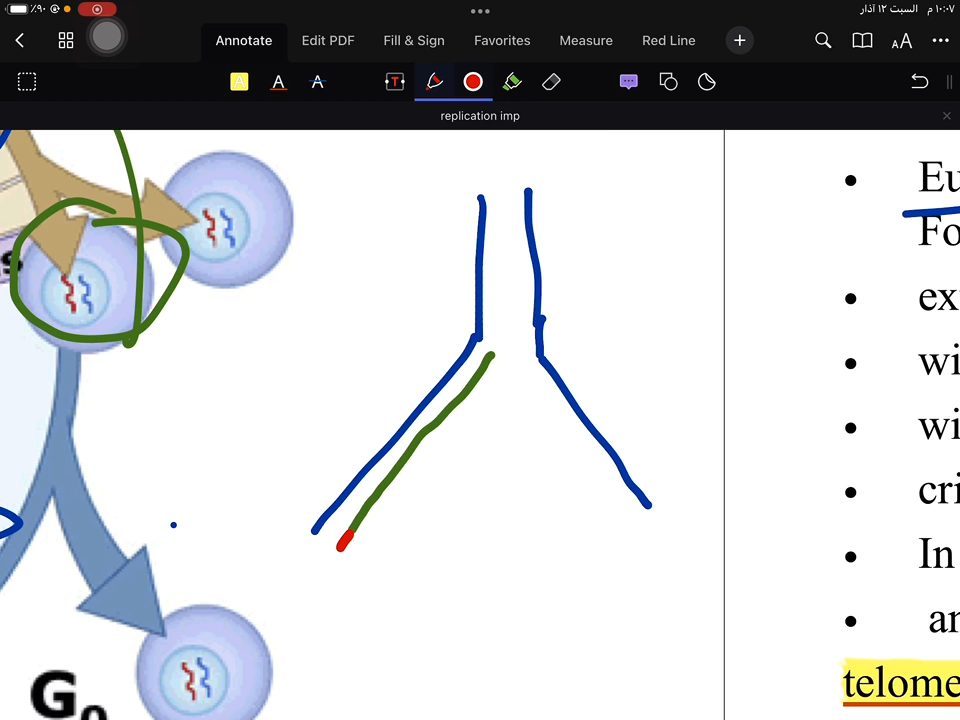 ٪٩٠
١٠:٠٧ م السبت ١٢ آذار
Annotate Edit PDF Fill & Sign Favorites Measure Red Line
replication imp
G₀
• Eu
Fo
• ex
• wi
• wi
• cri
• In
• an
telome